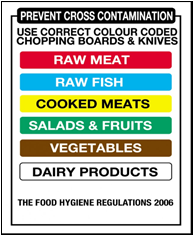 PREVENT CROSS CONTAMINATION
USE CORRECT COLOUR CODED
CHOPPING BOARDS & KNIVES
RAW MEAT
RAW FISH
COOKED MEATS
SALADS & FRUITS
VEGETABLES
DAIRY PRODUCTS
THE FOOD HYGIENE REGULATIONS 2006